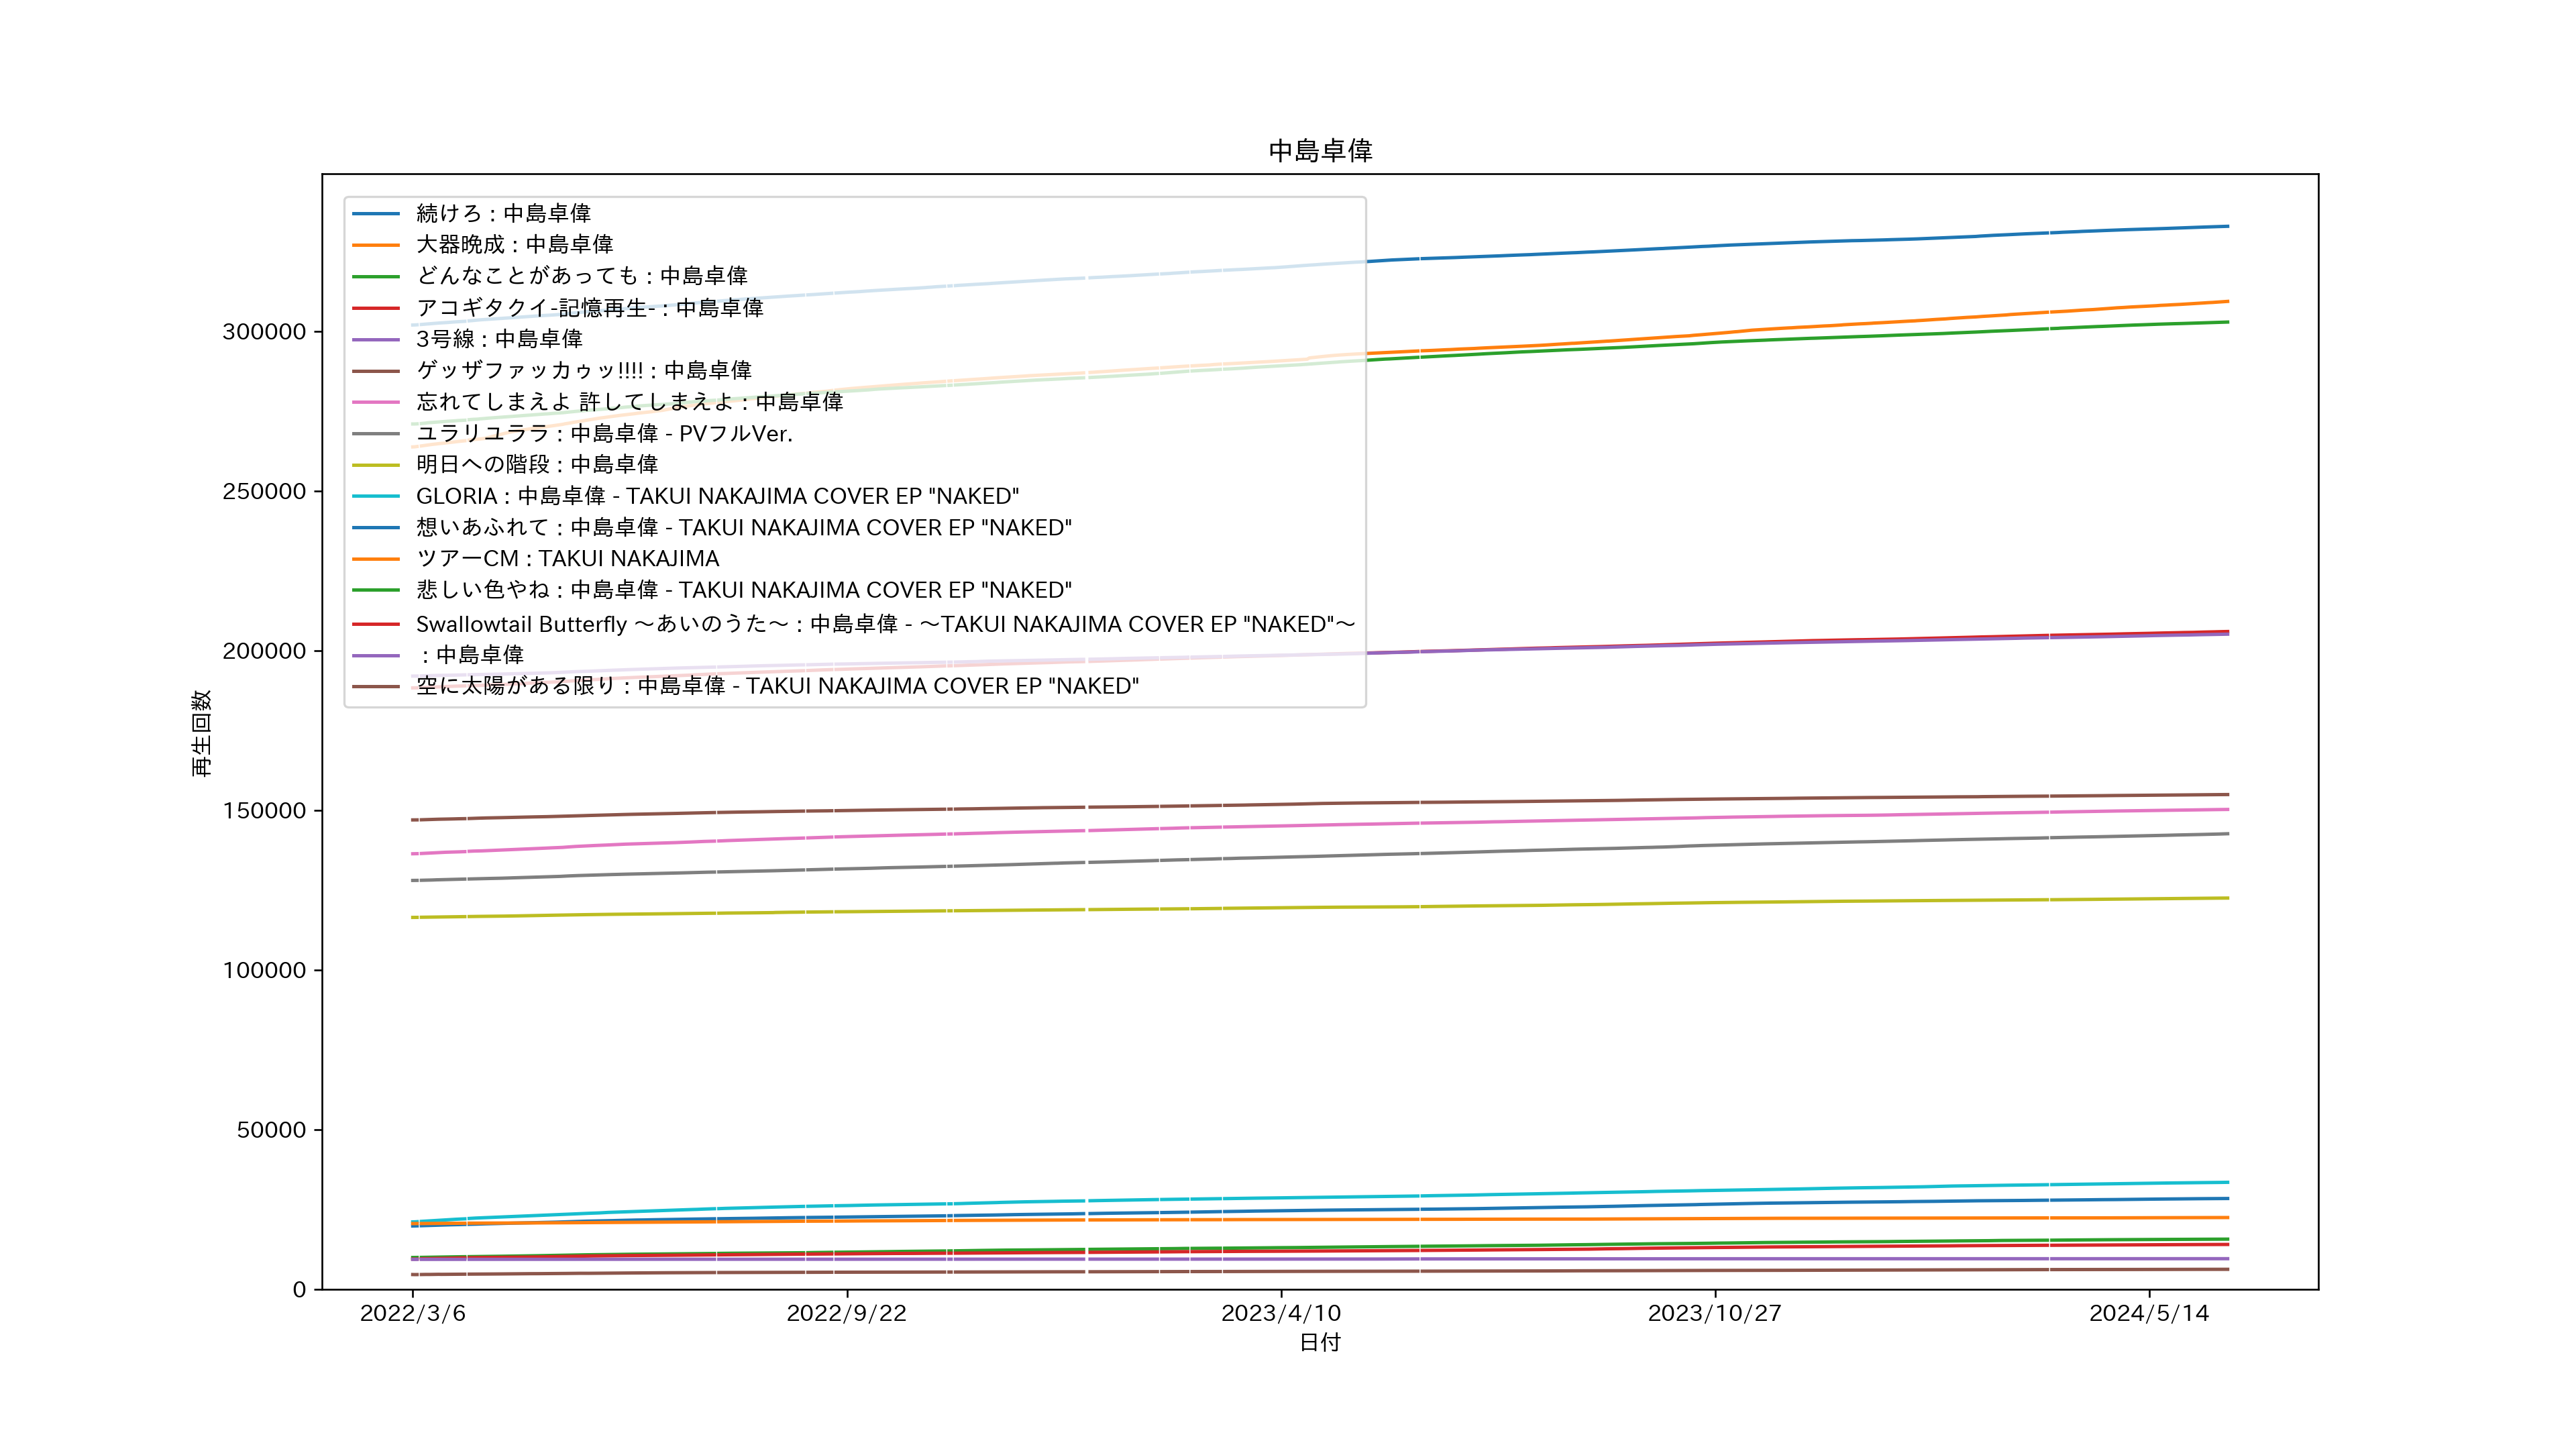 中島卓偉
続けろ : 中島卓偉
大器晩成 : 中島卓偉
どんなことがあっても : 中島卓偉
アコギタクイ-記憶再生- : 中島卓偉
3号線 : 中島卓偉
ゲッザファッカゥッ!!!! : 中島卓偉
忘れてしまえよ 許してしまえよ : 中島卓偉
ユラリユララ : 中島卓偉 - PVフルVer.
明日への階段 : 中島卓偉
GLORIA : 中島卓偉 - TAKUI NAKAJIMA COVER EP "NAKED"
想いあふれて : 中島卓偉 - TAKUI NAKAJIMA COVER EP "NAKED"
ツアーCM : TAKUI NAKAJIMA
悲しい色やね : 中島卓偉 - TAKUI NAKAJIMA COVER EP "NAKED"
Swallowtail Butterfly 〜あいのうた〜 : 中島卓偉 - 〜TAKUI NAKAJIMA COVER EP "NAKED"〜
: 中島卓偉
空に太陽がある限り : 中島卓偉 - TAKUI NAKAJIMA COVER EP "NAKED"
300000
250000
200000
150000
100000
50000
0
再生回数
2022/3/6 2022/9/22 2023/4/10 2023/10/27 2024/5/14
日付